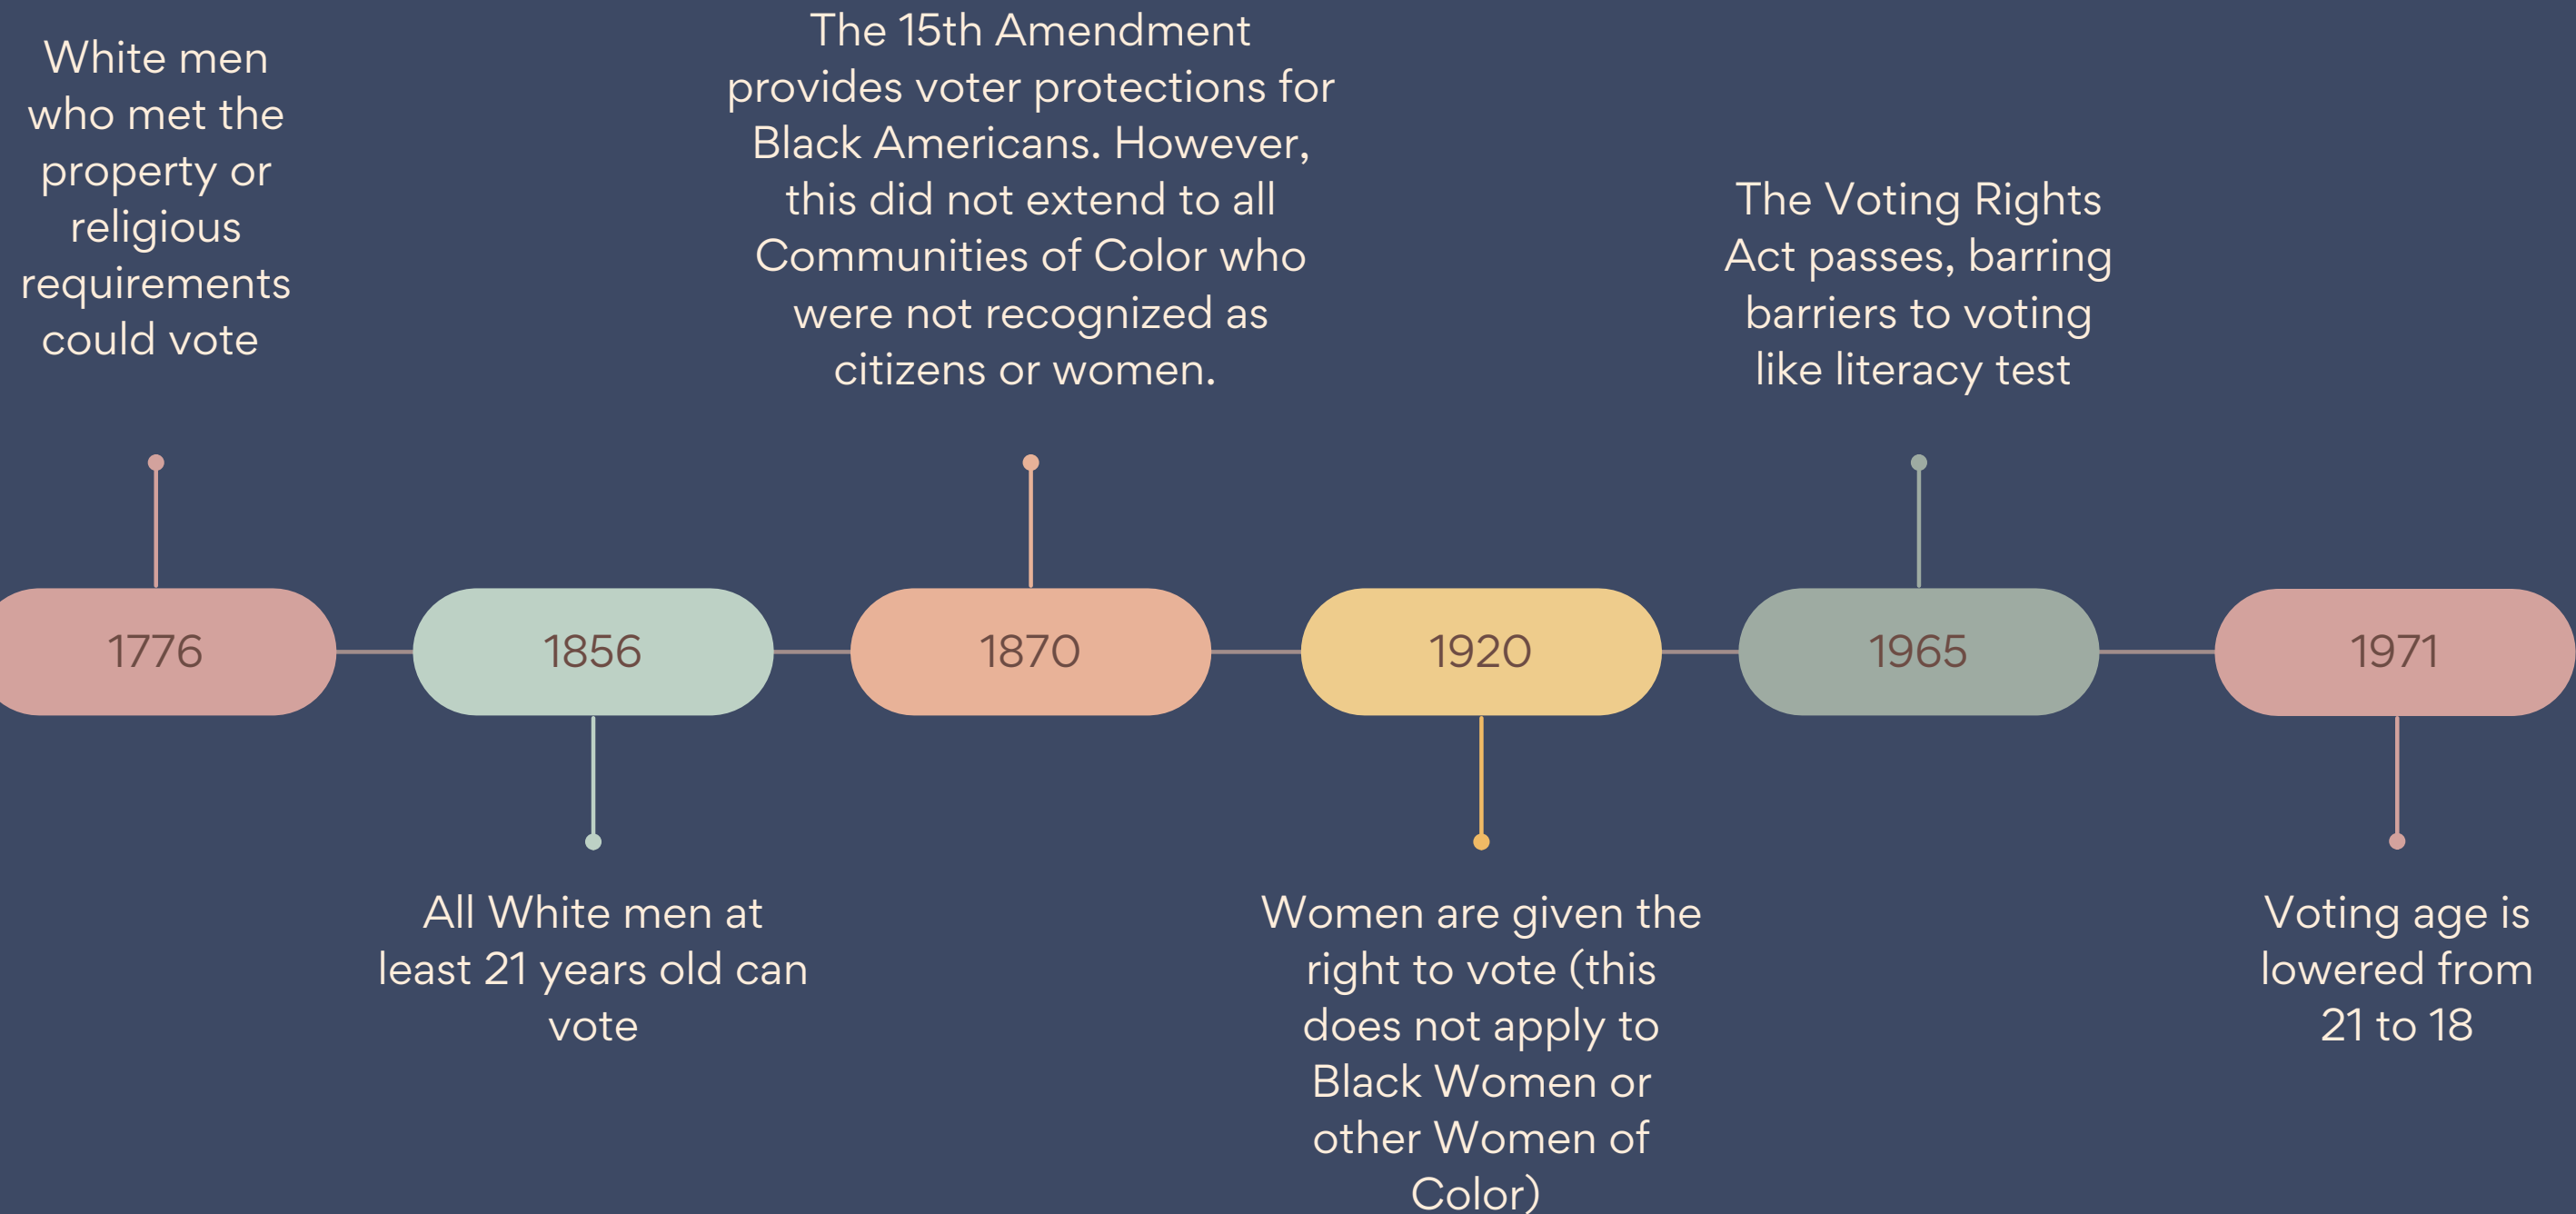 White men
who met the
property or
religious
requirements
could vote
1776
1856
All White men at
least 21 years old can
vote
The 15th Amendment
provides voter protections for
Black Americans. However,
this did not extend to all
Communities of Color who
were not recognized as
citizens or women.
1870
1920
Women are given the
right to vote (this
does not apply to
Black Women or
other Women of
Color)
The Voting Rights
Act passes, barring
barriers to voting
like literacy test
1965
1971
Voting age is
lowered from
21 to 18